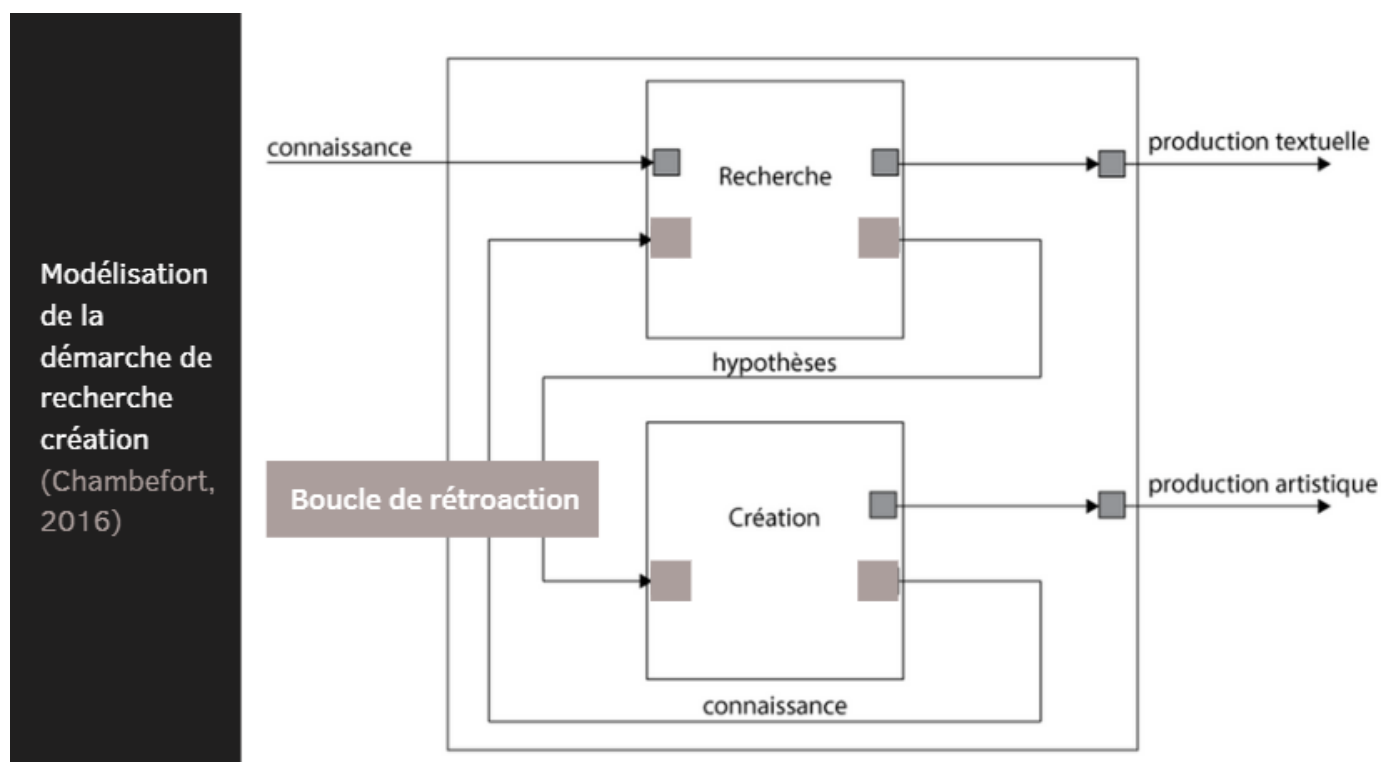 Modélisation
de la
démarche de
recherche
création
(Chambefort,
2016)
connaissance
Recherche
production textuelle
hypothèses
Boucle de rétroaction
Création
production artistique
connaissance